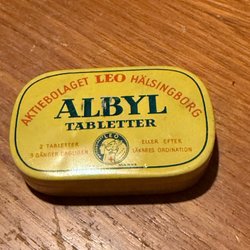 AKTIEBOLAGET LEO HÄLSINGBORG
ALBYL
TABLETTER
2 TABLETTER
3 GÅNGER DAGLIGEN
ELLER EFTER
LÄKARES ORDINATION
LEO